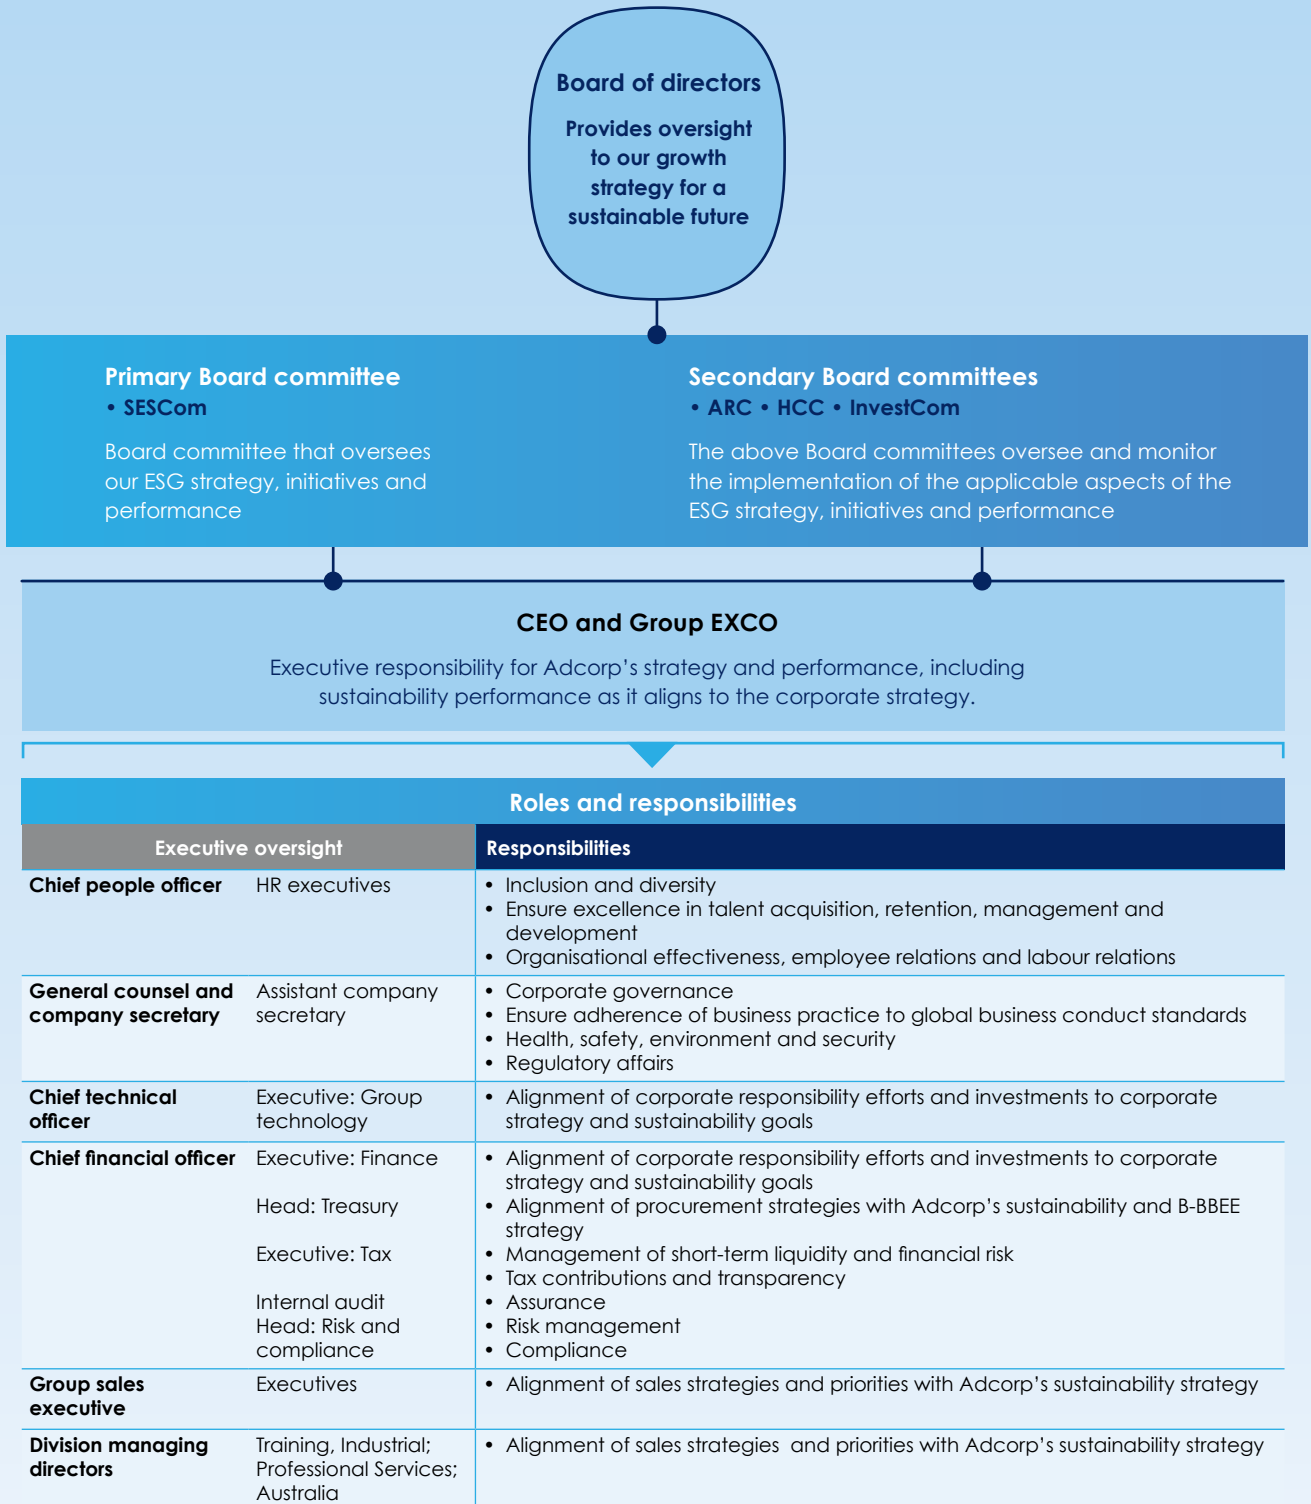 Board of directors
Provides oversight
to our growth
strategy for a
sustainable future
Primary Board committee
• SESCom
Board committee that oversees
our ESG strategy, initiatives and
performance
Secondary Board committees
• ARC • HCC • InvestCom
The above Board committees oversee and monitor
the implementation of the applicable aspects of the
ESG strategy, initiatives and performance
CEO and Group EXCO
Executive responsibility for Adcorp’s strategy and performance, including
sustainability performance as it aligns to the corporate strategy.
Roles and responsibilities
Executive oversight
Responsibilities
Chief people officer
HR executives
• Inclusion and diversity
• Ensure excellence in talent acquisition, retention, management and
development
• Organisational effectiveness, employee relations and labour relations
General counsel and
company secretary
Assistant company
secretary
• Corporate governance
• Ensure adherence of business practice to global business conduct standards
• Health, safety, environment and security
• Regulatory affairs
Chief technical
officer
Executive: Group
technology
• Alignment of corporate responsibility efforts and investments to corporate
strategy and sustainability goals
Chief financial officer
Executive: Finance
Head: Treasury
Executive: Tax
Internal audit
Head: Risk and
compliance
• Alignment of corporate responsibility efforts and investments to corporate
strategy and sustainability goals
• Alignment of procurement strategies with Adcorp’s sustainability and B-BBEE
strategy
• Management of short-term liquidity and financial risk
• Tax contributions and transparency
• Assurance
• Risk management
• Compliance
Group sales
executive
Executives
• Alignment of sales strategies and priorities with Adcorp’s sustainability strategy
Division managing
directors
Training, Industrial;
Professional Services;
Australia
• Alignment of sales strategies and priorities with Adcorp’s sustainability strategy